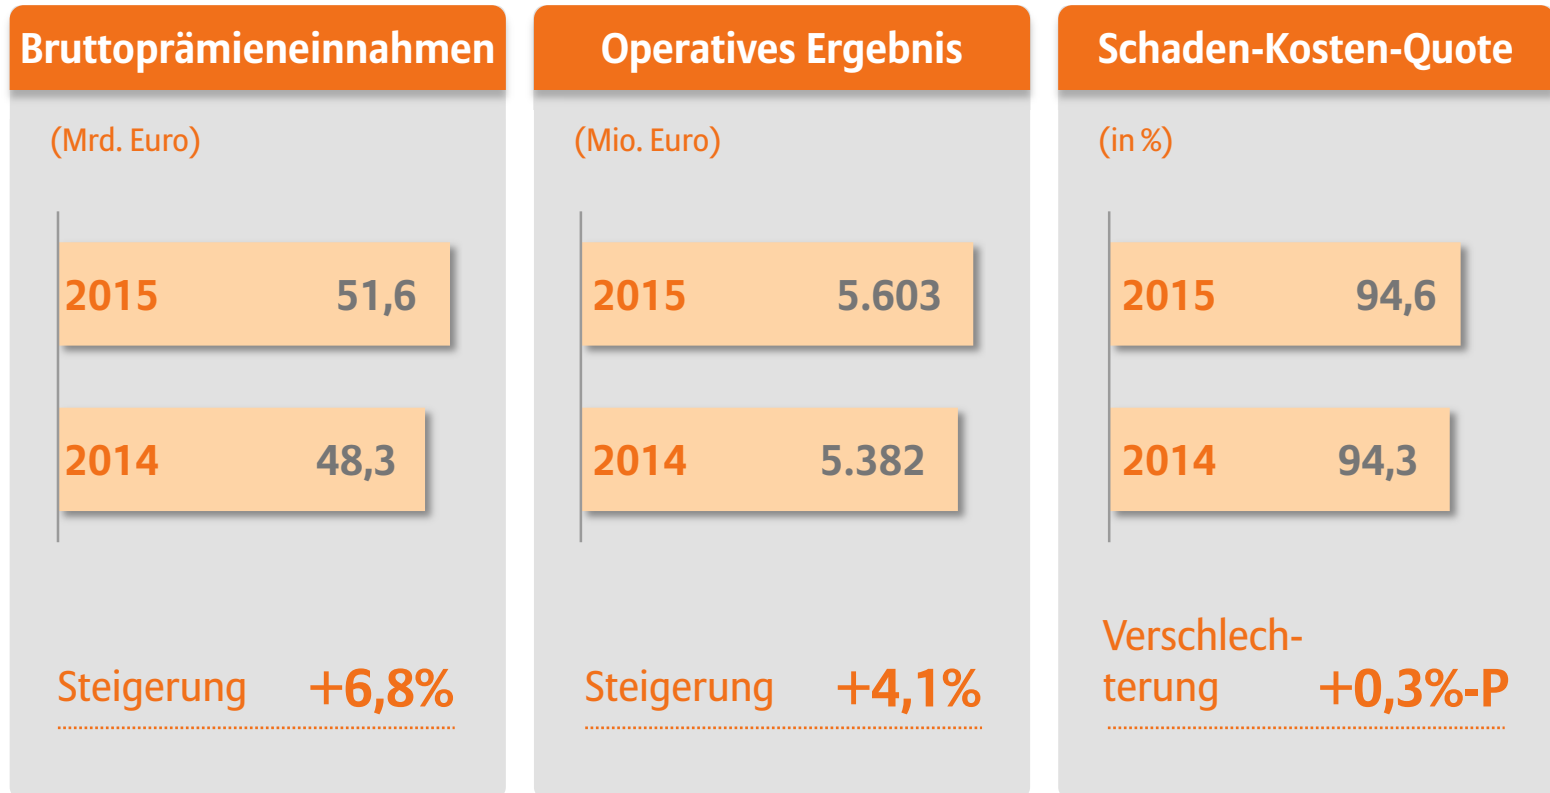 Bruttoprämieneinnahmen
(Mrd. Euro)
2015 51,6
2014 48,3
Steigerung +6,8%
Operatives Ergebnis
(Mio. Euro)
2015 5.603
2014 5.382
Steigerung +4,1%
Schaden-Kosten-Quote
(in %)
2015 94,6
2014 94,3
Verschlech-
terung +0,3%-P